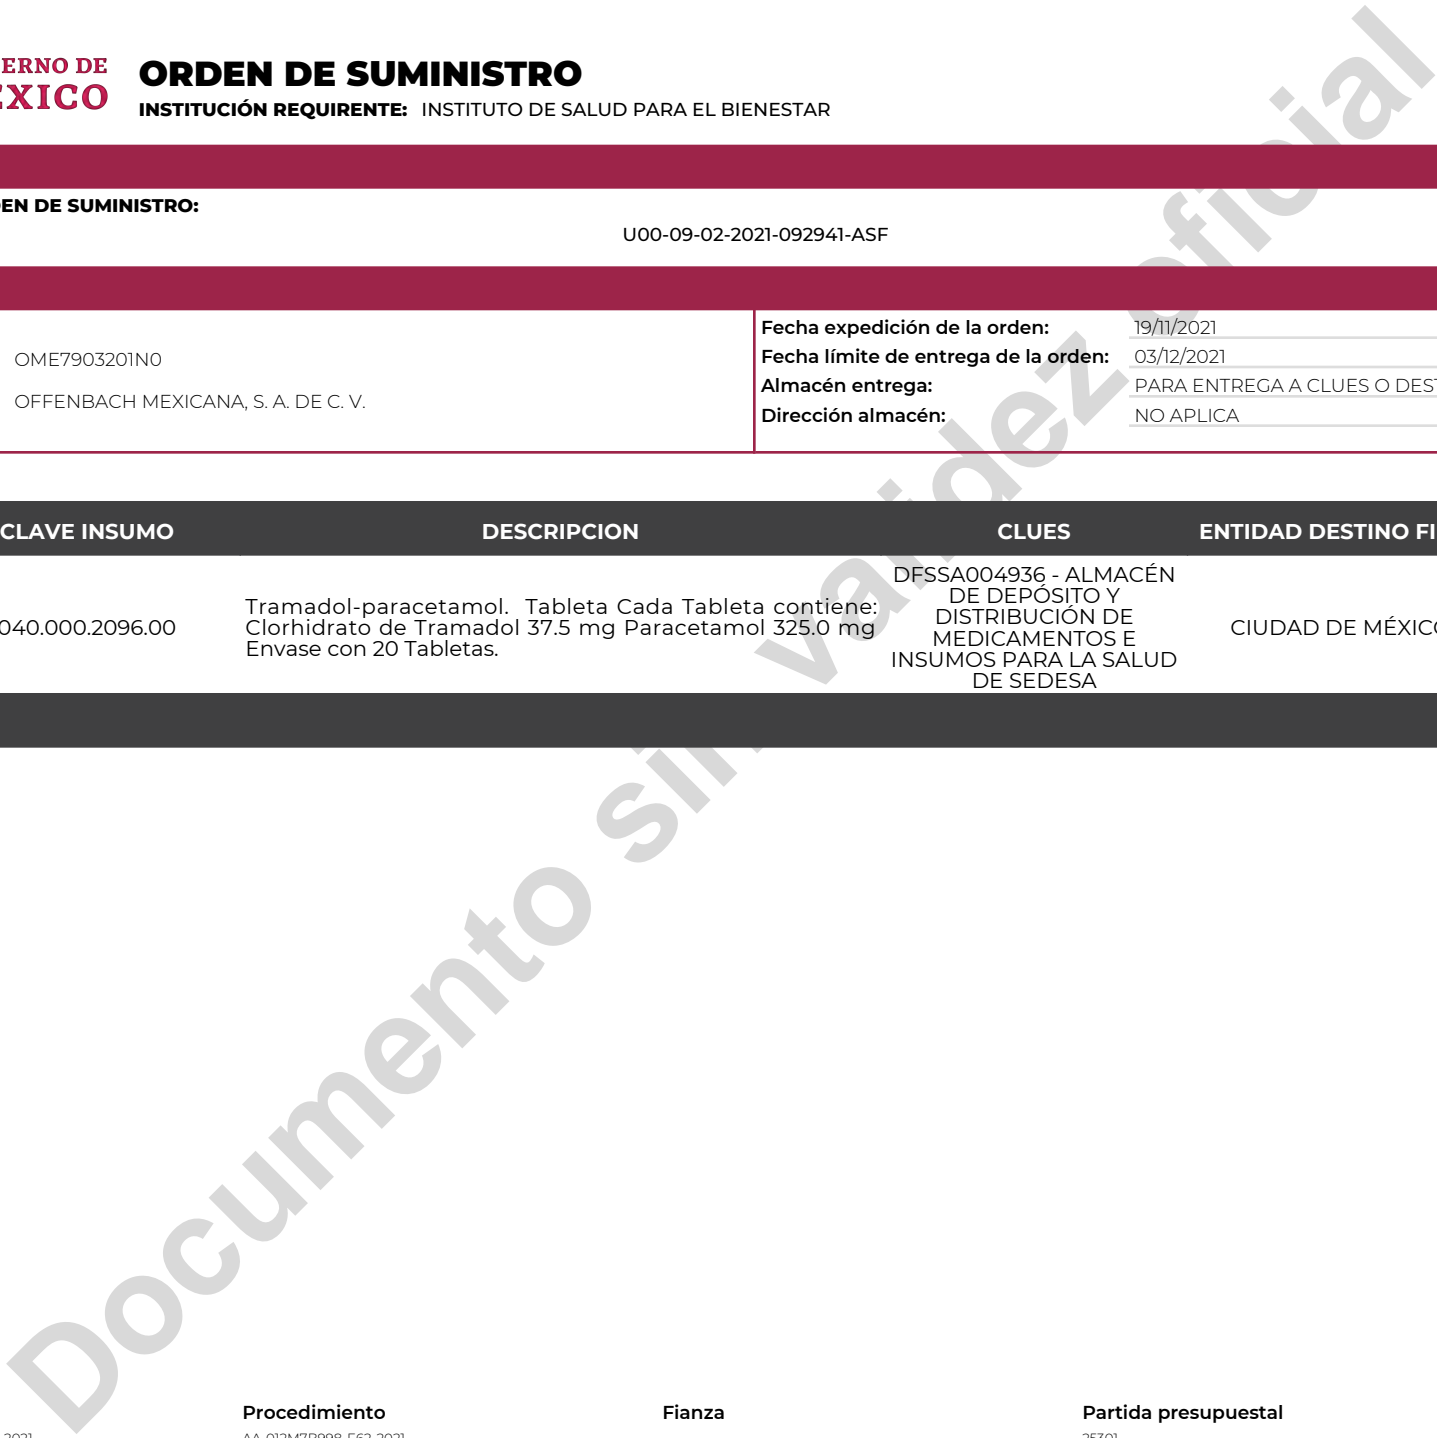 ERNO DE
ÉXICO
ORDEN DE SUMINISTRO
INSTITUCIÓN REQUIRENTE: INSTITUTO DE SALUD PARA EL BIENESTAR
EN DE SUMINISTRO:
U00-09-02-2021-092941-ASF
OME7903201N0
OFFENBACH MEXICANA, S. A. DE C. V.
Fecha expedición de la orden: 19/11/2021
Fecha límite de entrega de la orden: 03/12/2021
Almacén entrega: PARA ENTREGA A CLUES O DEST
Dirección almacén: NO APLICA
CLAVE INSUMO DESCRIPCION CLUES ENTIDAD DESTINO FI
040.000.2096.00
Tramadol-paracetamol. Tableta Cada Tableta contiene:
Clorhidrato de Tramadol 37.5 mg Paracetamol 325.0 mg
Envase con 20 Tabletas.
DFSSA004936 - ALMACÉN
DE DEPÓSITO Y
DISTRIBUCIÓN DE
MEDICAMENTOS E
INSUMOS PARA LA SALUD
DE SEDESA
CIUDAD DE MÉXICO
Documento sin validez oficial
Procedimiento Fianza Partida presupuestal